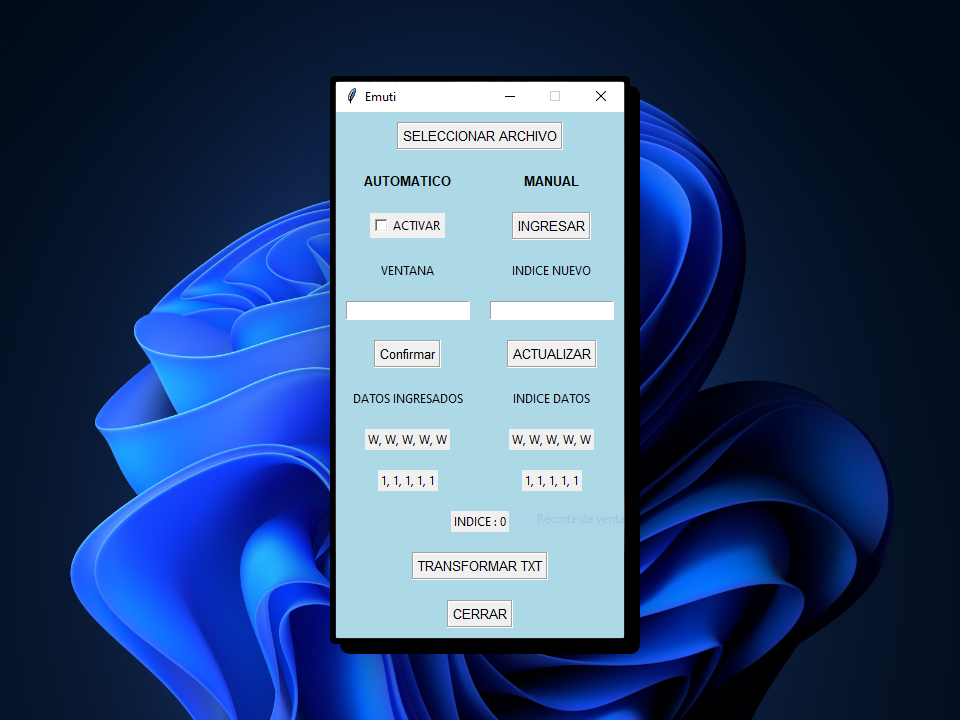 Emuti
SELECCIONAR ARCHIVO
AUTOMATICO MANUAL
ACTIVAR INGRESAR
VENTANA INDICE NUEVO
Confirmar ACTUALIZAR
DATOS INGRESADOS INDICE DATOS
W, W, W, W, W W, W, W, W, W
1, 1, 1, 1, 1 1, 1, 1, 1, 1
INDICE : 0 Recorte de venta
TRANSFORMAR TXT
CERRAR